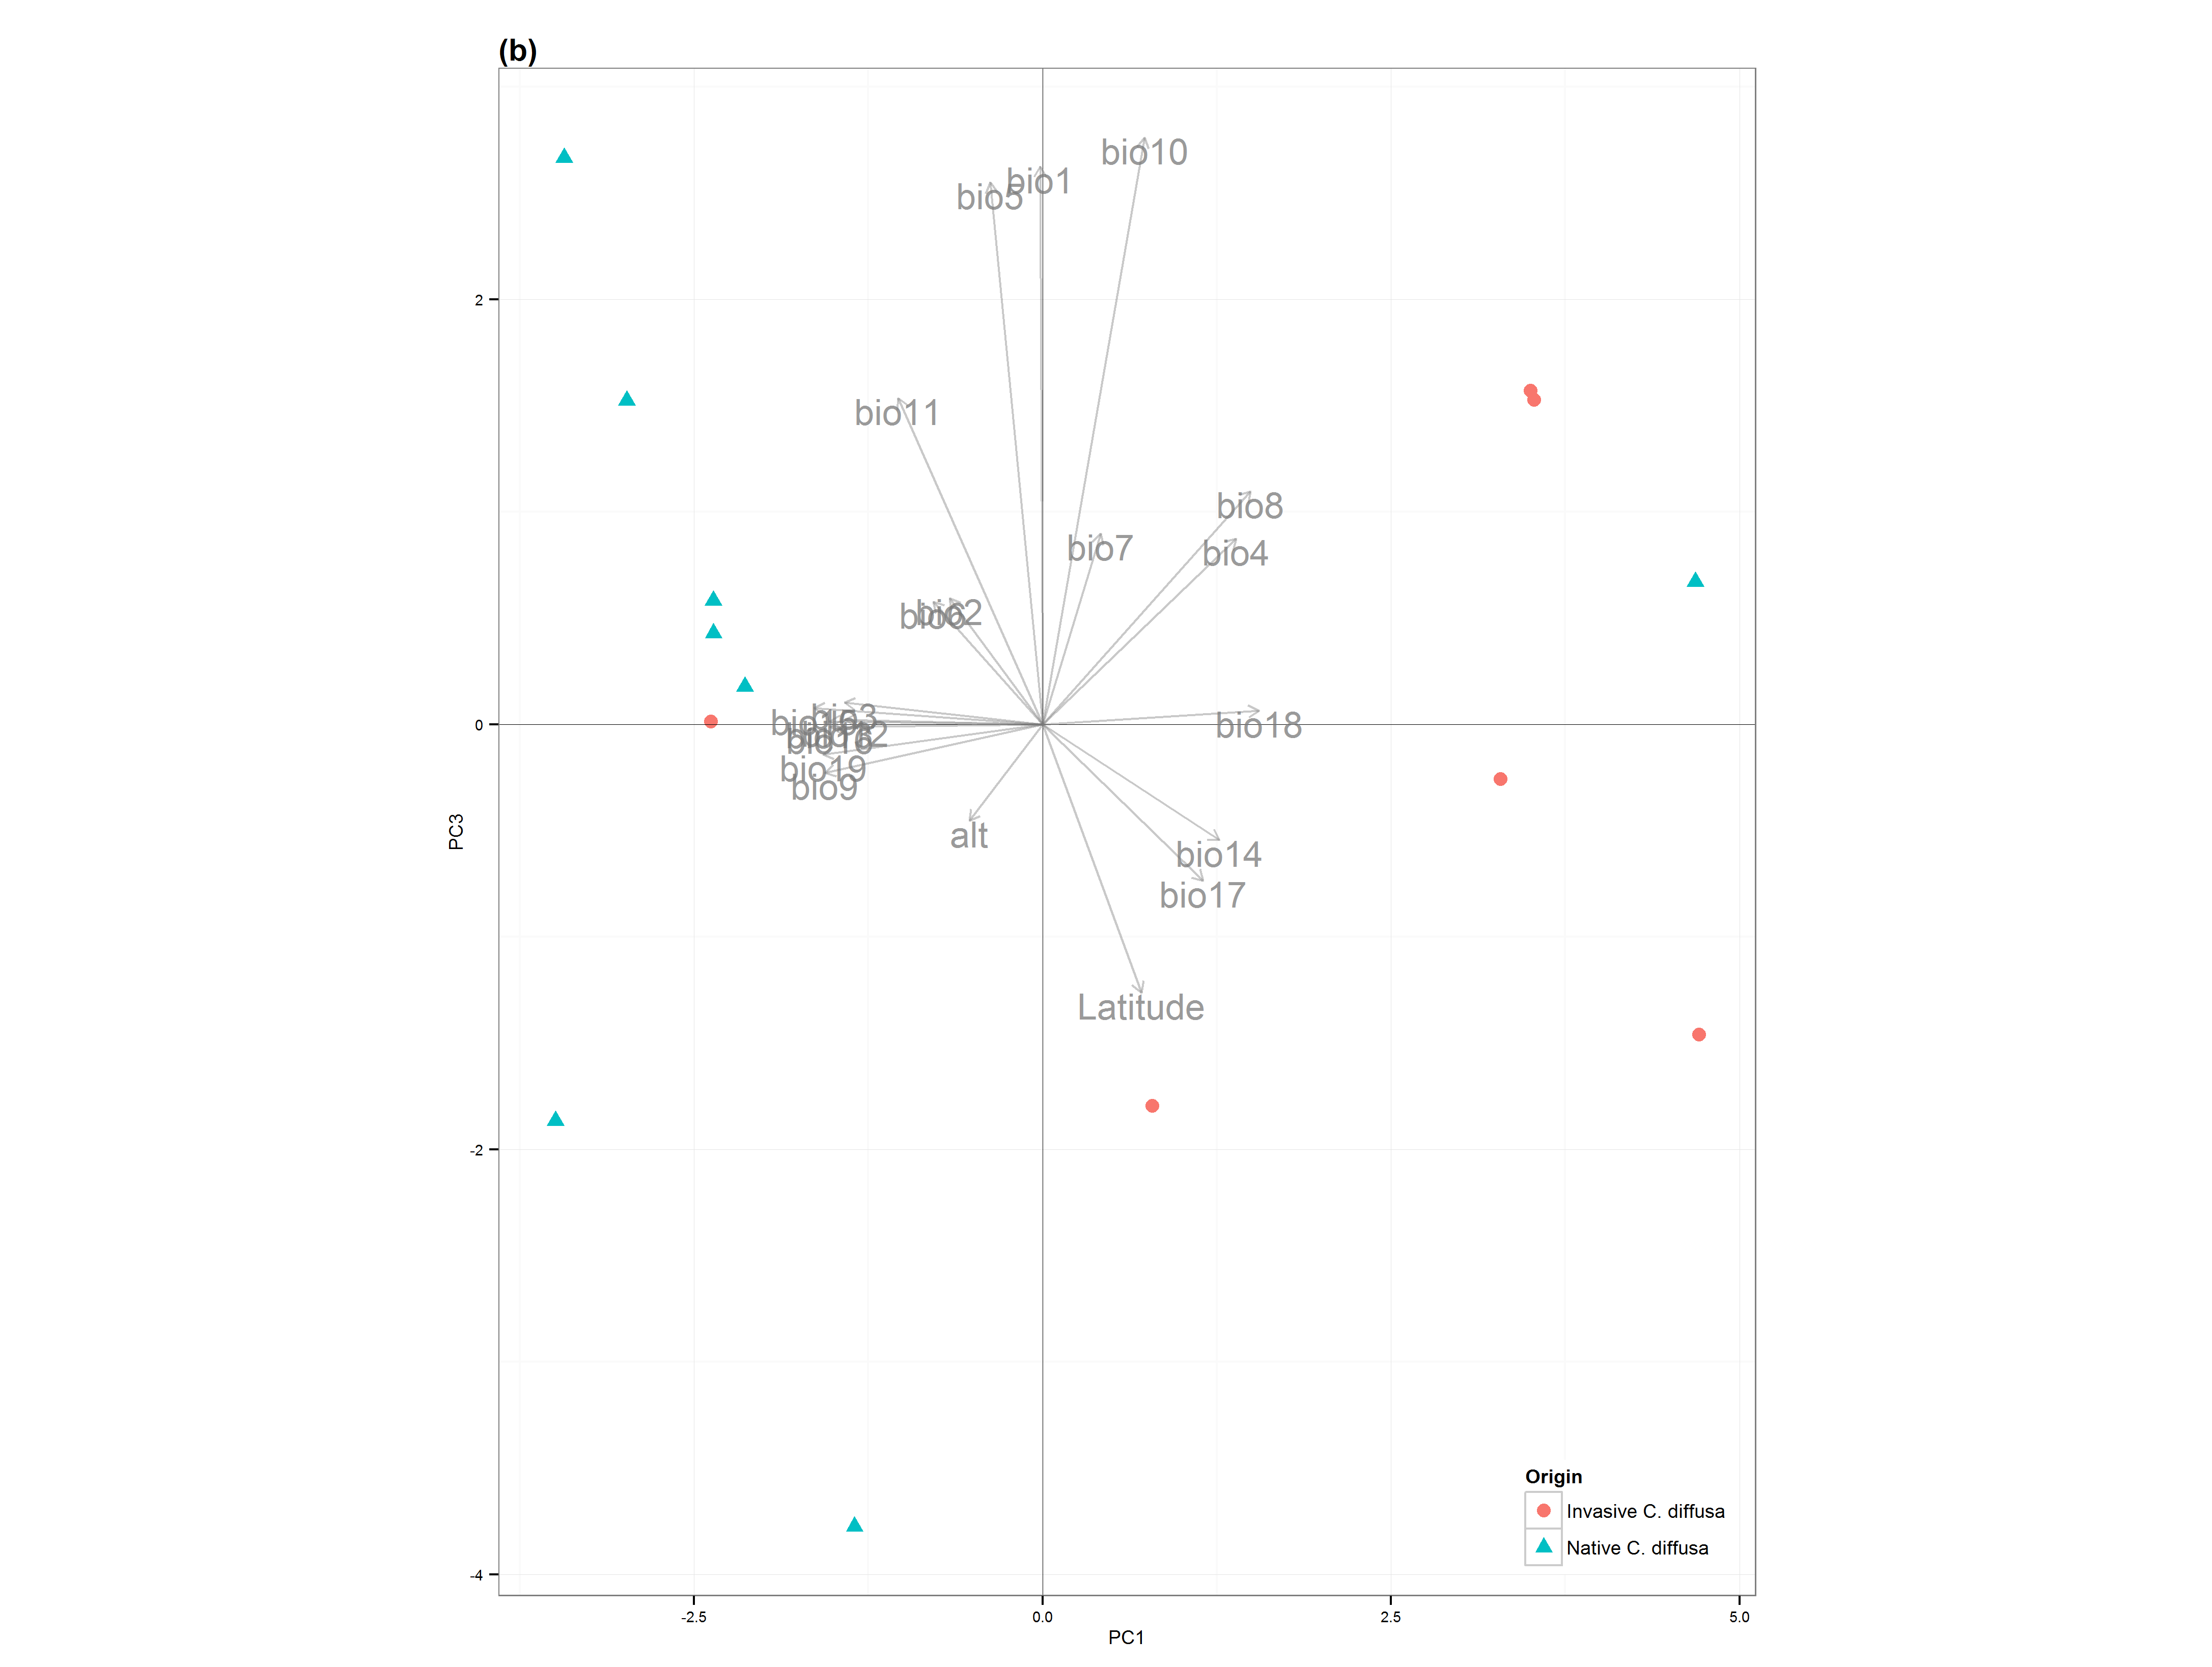 (b)
bio10
bio1
bio5
bio11
bio8
bio7
bio4
bio2
bio6
bio3
bio18
bio19
bio9
alt
bio14
bio17
Latitude
2
0
-2
-4
PC3
-2.5
0.0
2.5
5.0
PC1
Origin
Invasive C. diffusa
Native C. diffusa